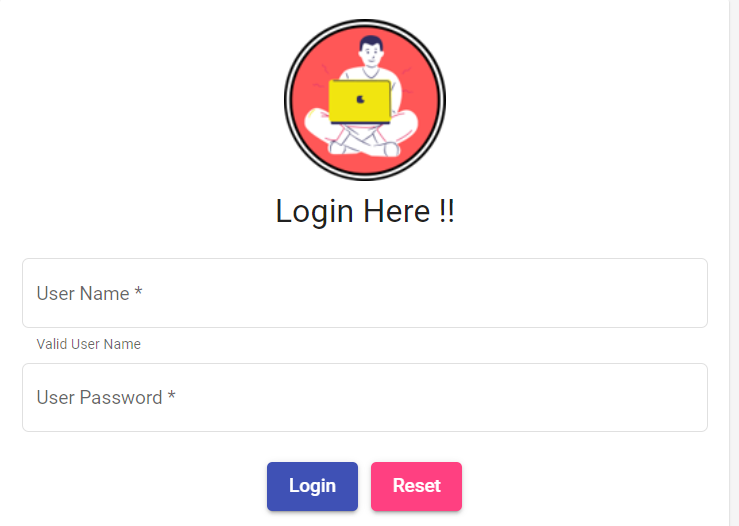 Login Here !!
User Name *
Valid User Name
User Password *
Login Reset